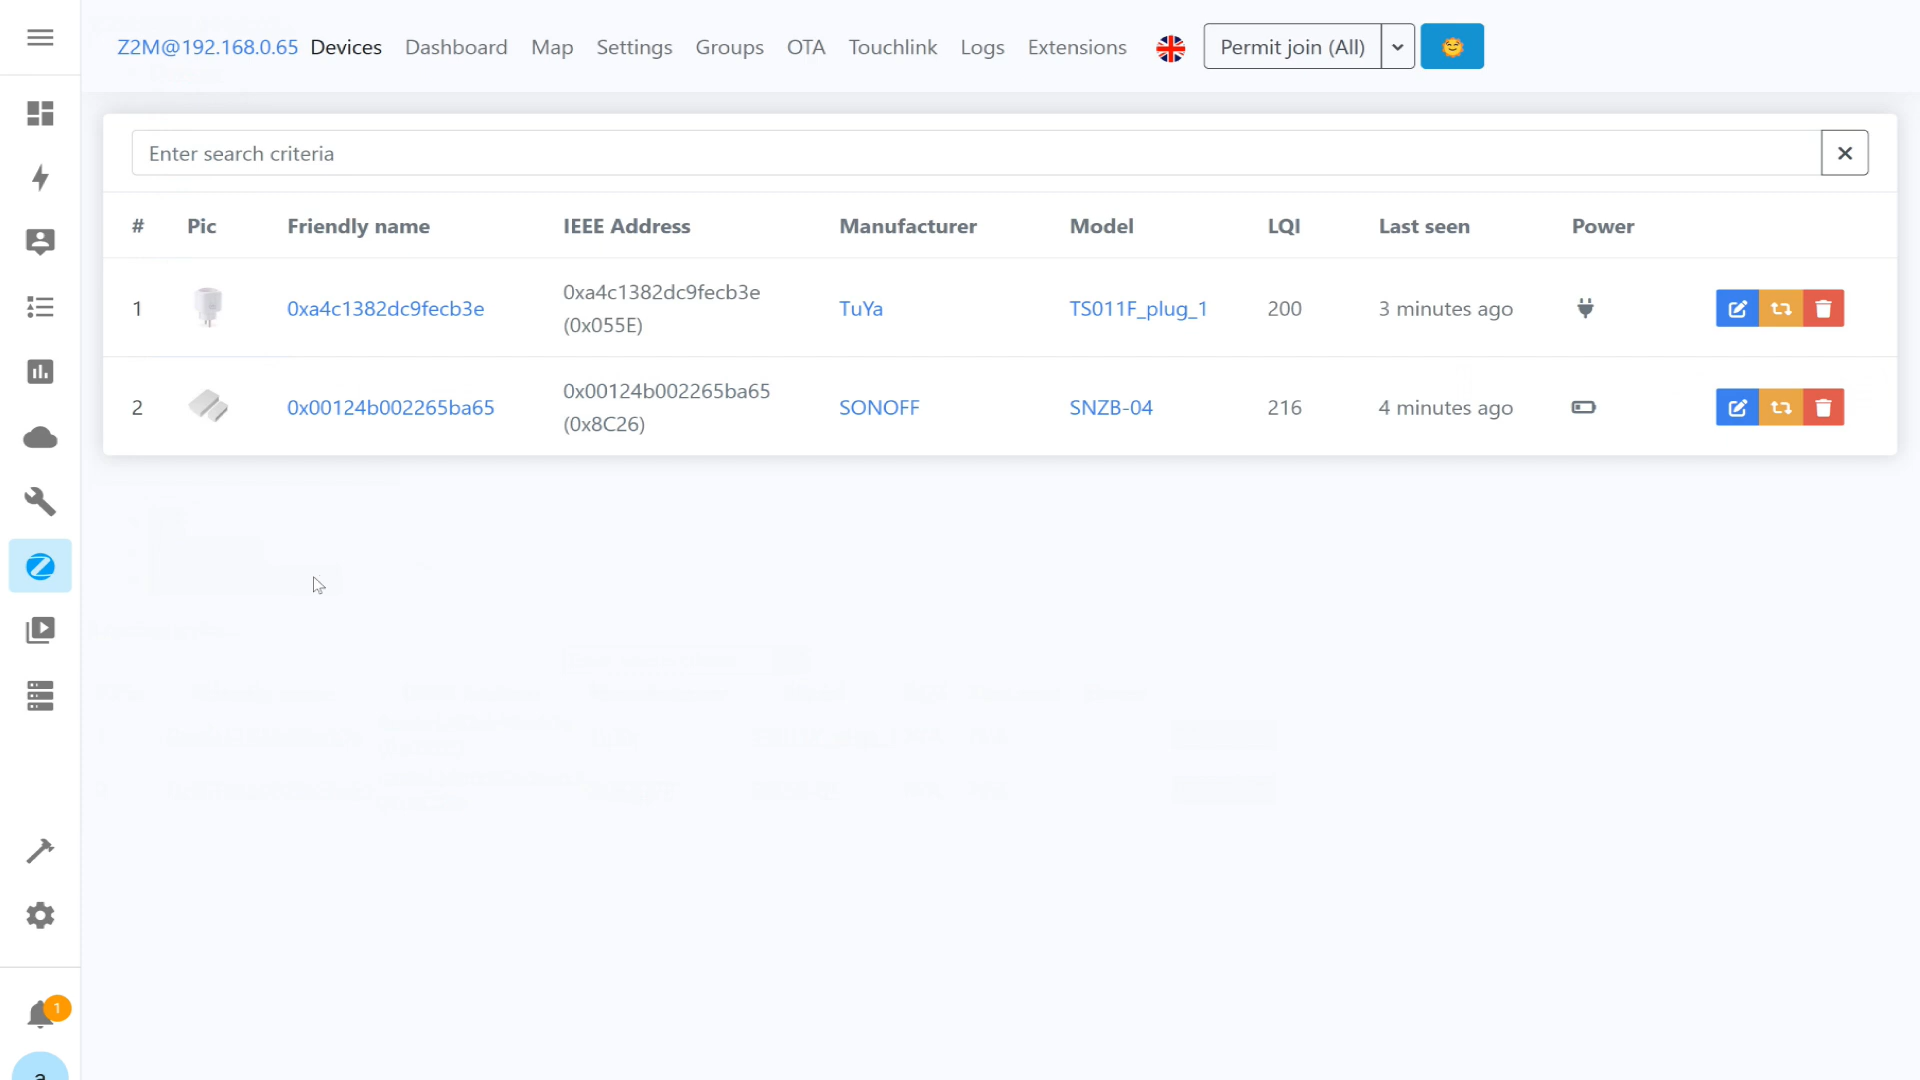 Z2M@192.168.0.65 Devices Dashboard Map Settings Groups OTA Touchlink Logs Extensions Permit join (All)
Enter search criteria
# Pic Friendly name IEEE Address Manufacturer Model LQI Last seen Power
1 0xa4c1382dc9fecb3e 0xa4c1382dc9fecb3e TuYa TS011F_plug_1 200 3 minutes ago
(0x055E)
2 0x00124b002265ba65 0x00124b002265ba65 SONOFF SNZB-04 216 4 minutes ago
(0x8C26)
1
a